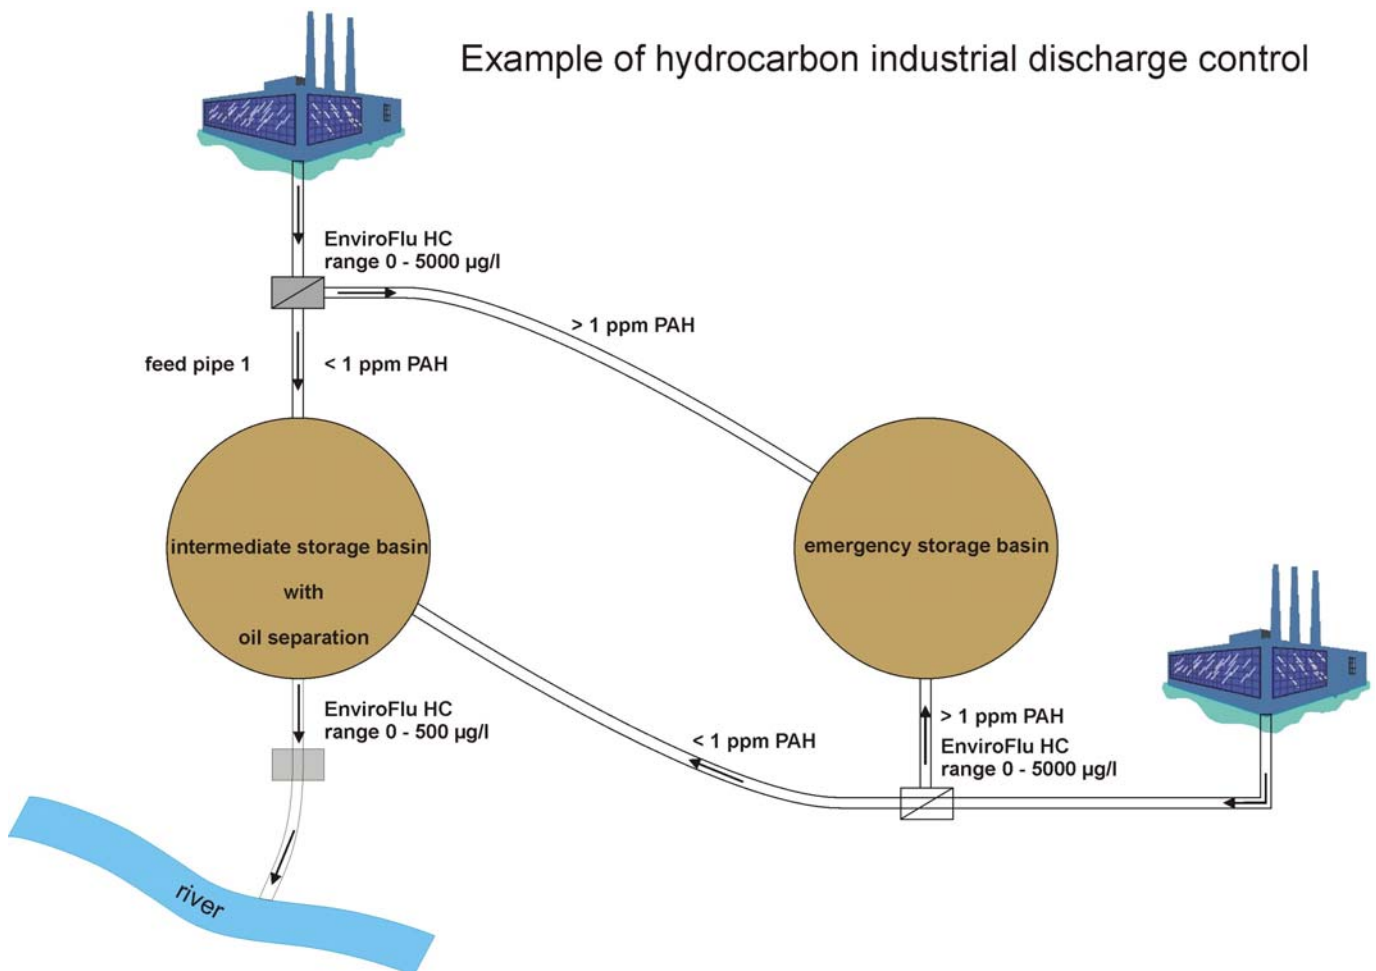 Example of hydrocarbon industrial discharge control
EnviroFlu HC
range 0 - 5000 µg/l
> 1 ppm PAH
feed pipe 1
< 1 ppm PAH
intermediate storage basin
with
oil separation
emergency storage basin
EnviroFlu HC
range 0 - 500 µg/l
< 1 ppm PAH
> 1 ppm PAH
EnviroFlu HC
range 0 - 5000 µg/l
river